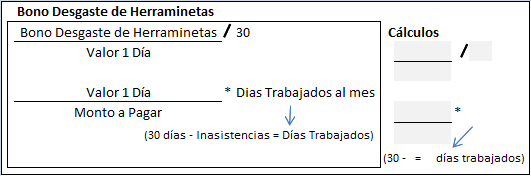 Bono Desgaste de Herraminetas
Bono Desgaste de Herraminetas / 30
Valor 1 Día
Valor 1 Día * Dias Trabajados al mes
Monto a Pagar
(30 días - Inasistencias = Días Trabajados)
Cálculos
/
*
(30 - = días trabajados)